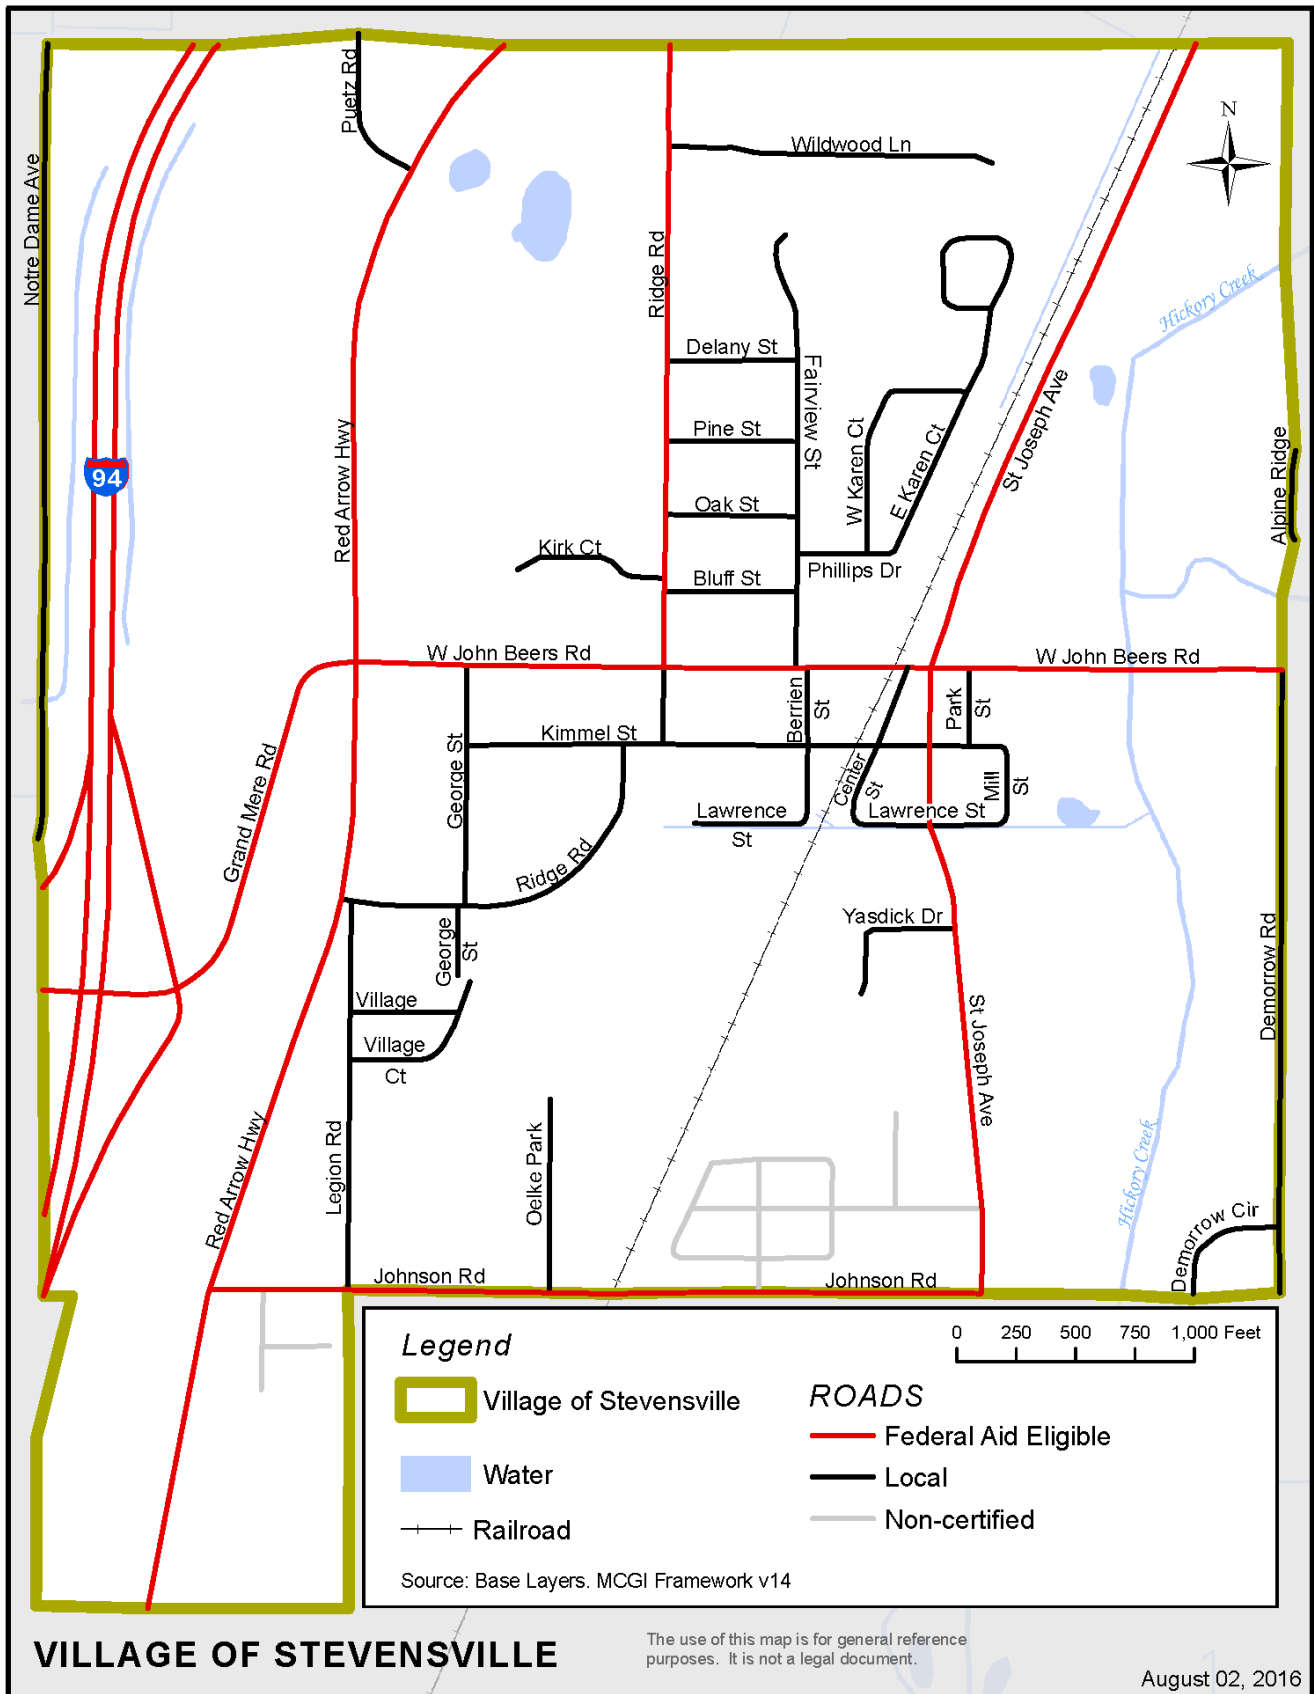 N
Puetz Rd
Notre Dame Ave
Wildwood Ln
Ridge Rd
Hickory Creek
Delany St
Fairview St
Pine St
W Karen Ct
E Karen Ct
St Joseph Ave
Alpine Ridge
94
Red Arrow Hwy
Oak St
Kirk Ct
Bluff St
Phillips Dr
W John Beers Rd
W John Beers Rd
Berrien
St
Park
St
Kimmel St
George St
Grand Mere Rd
Center
St
Mill
St
Lawrence
St
Lawrence St
Ridge Rd
Yasdick Dr
George
St
Demorrow Rd
Village
Village
Ct
St Joseph Ave
Legion Rd
Oelke Park
Red Arrow Hwy
Hickory Creek
Demorrow Cir
Johnson Rd
Johnson Rd
Legend
0 250 500 750 1,000 Feet
Village of Stevensville
ROADS
Federal Aid Eligible
Water
Local
Railroad
Non-certified
Source: Base Layers. MCGI Framework v14
VILLAGE OF STEVENSVILLE
The use of this map is for general reference
purposes. It is not a legal document.
August 02, 2016